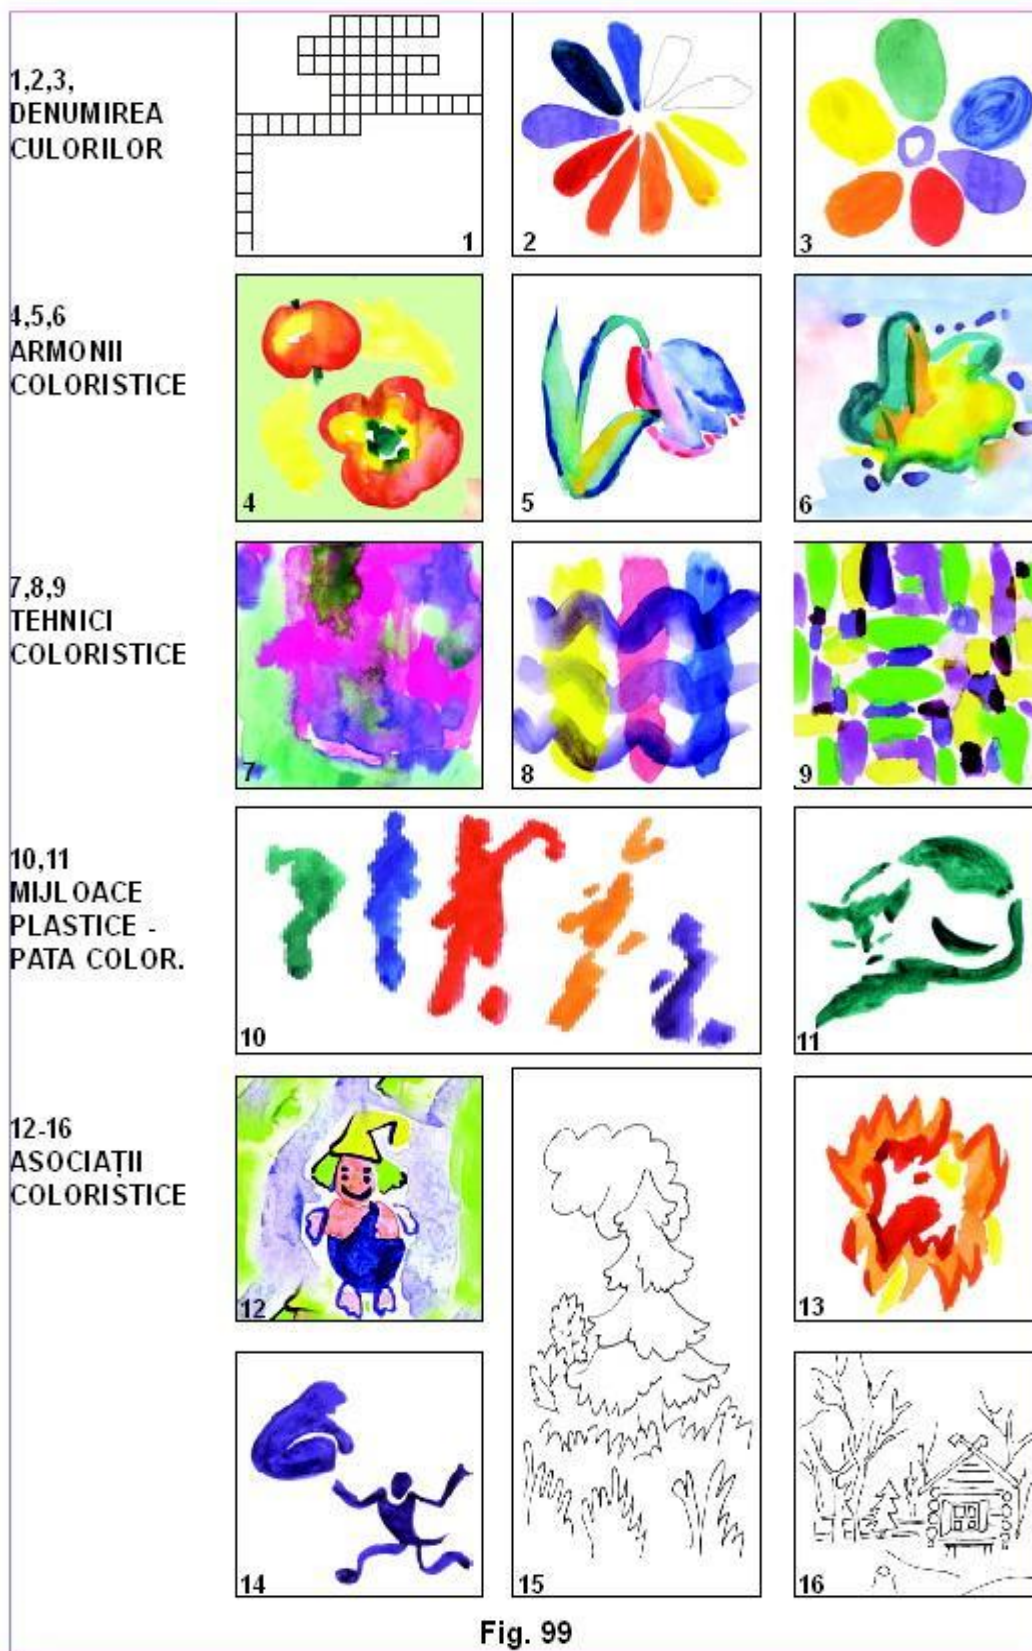 1,2,3,
DENUMIREA
CULORILOR
1
2
3
4,5,6
ARMONII
COLORISTICE
4
5
6
7,8,9
TEHNICI
COLORISTICE
7
8
9
10,11
MIJLOACE
PLASTICE -
PATA COLOR.
10
11
12-16
ASOCIAȚII
COLORISTICE
12
13
14
15
16
Fig. 99